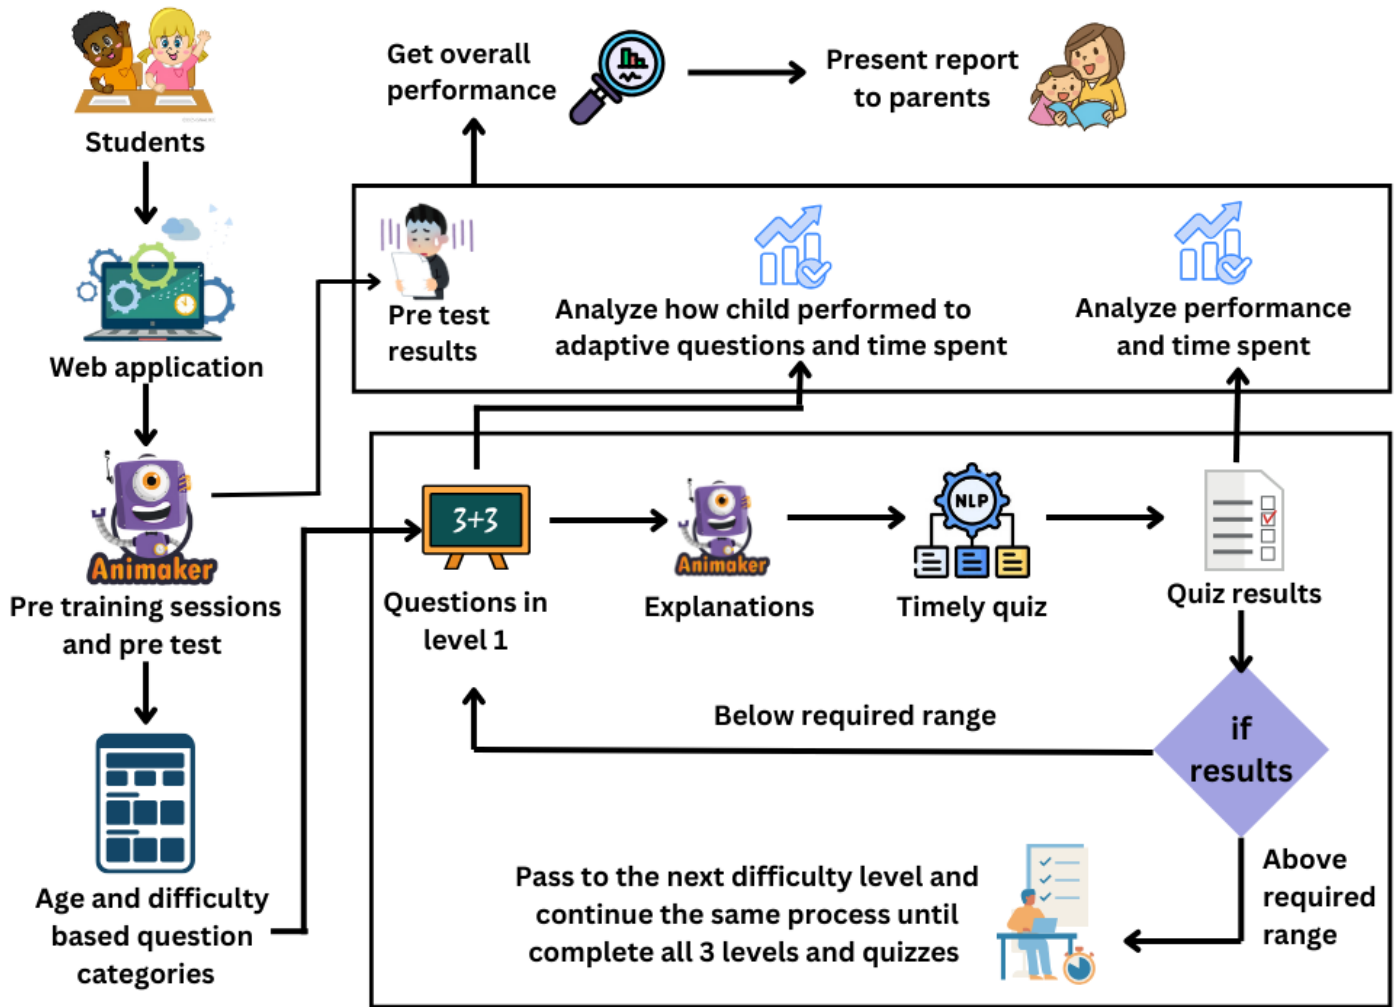 Students
Web application
Animaker
Pre training sessions
and pre test
Age and difficulty
based question
categories
Get overall
performance
Present report
to parents
Pre test
results
Analyze how child performed to
adaptive questions and time spent
Analyze performance
and time spent
3+3
Questions in
level 1
Animaker
Explanations
NLP
Timely quiz
Quiz results
if
results
Below required range
Above
required
range
Pass to the next difficulty level and
continue the same process until
complete all 3 levels and quizzes